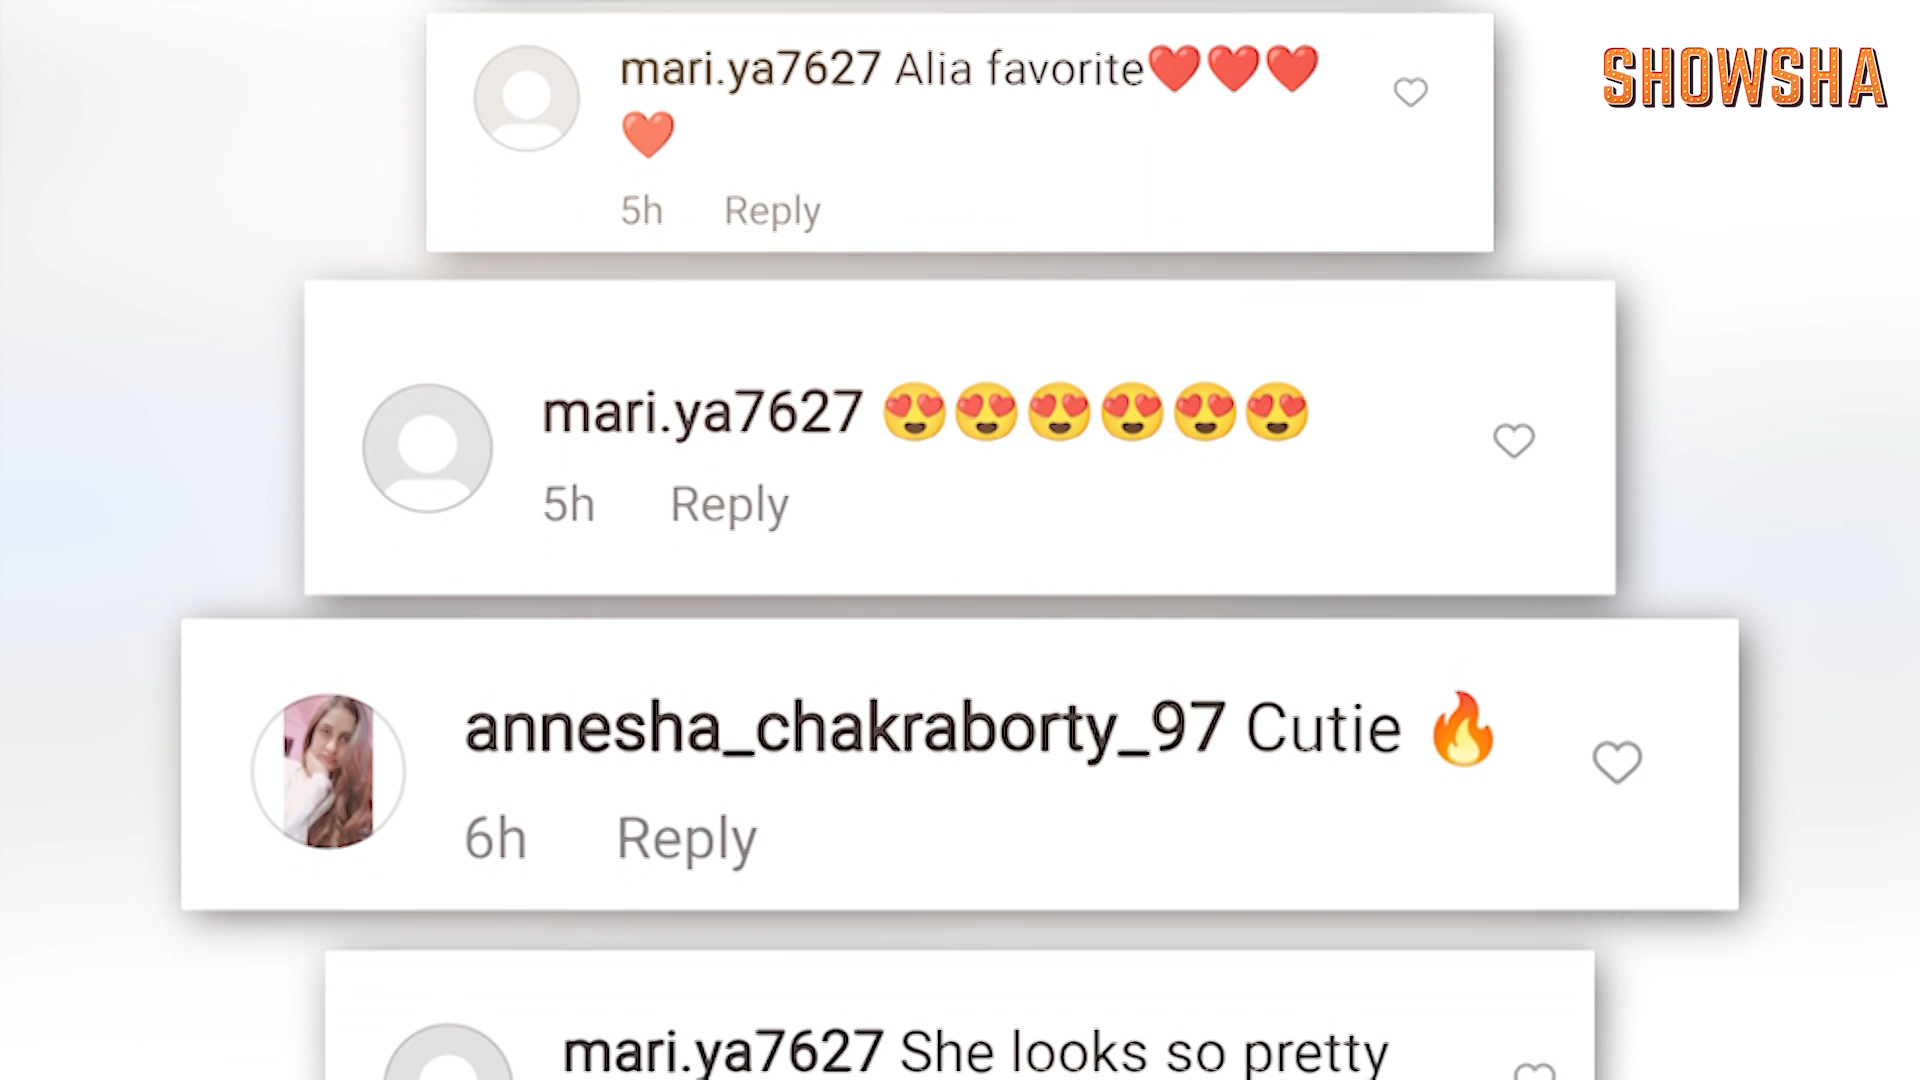 SHOWSHA
mari.ya7627 Alia favorite❤️❤️❤️
❤️
5h Reply
mari.ya7627 😍😍😍😍😍😍
5h Reply
annesha_chakraborty_97 Cutie 🔥
6h Reply
mari.ya7627 She looks so pretty